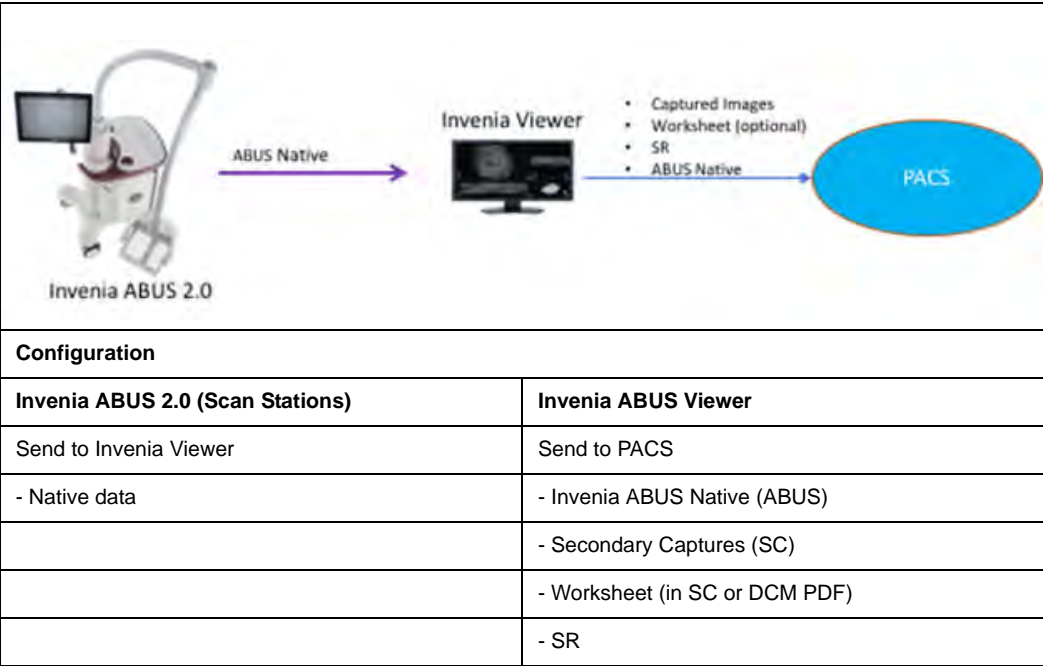 Invenia ABUS 2.0
ABUS Native
Invenia Viewer
• Captured Images
• Worksheet (optional)
• SR
• ABUS Native
PACS
Configuration
Invenia ABUS 2.0 (Scan Stations)
Invenia ABUS Viewer
Send to Invenia Viewer
Send to PACS
- Native data
- Invenia ABUS Native (ABUS)
- Secondary Captures (SC)
- Worksheet (in SC or DCM PDF)
- SR